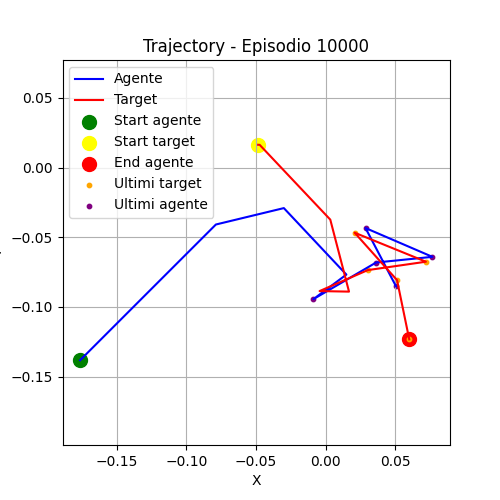 Trajectory - Episodio 10000
Agente
Target
Start agente
Start target
End agente
Ultimi target
Ultimi agente
0.05
0.00
−0.05
−0.10
−0.15
−0.15
−0.10
−0.05
0.00
0.05
X